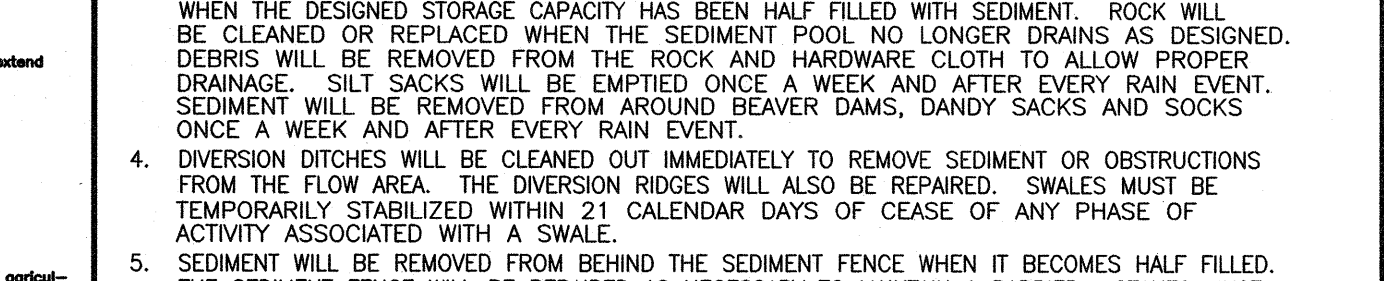 WHEN THE DESIGNED STORAGE CAPACITY HAS BEEN HALF FILLED WITH SEDIMENT. ROCK WILL
BE CLEANED OR REPLACED WHEN THE SEDIMENT POOL NO LONGER DRAINS AS DESIGNED.
extend
DEBRIS WILL BE REMOVED FROM THE ROCK AND HARDWARE CLOTH TO ALLOW PROPER
DRAINAGE. SILT SACKS WILL BE EMPTIED ONCE A WEEK AND AFTER EVERY RAIN EVENT.
SEDIMENT WILL BE REMOVED FROM AROUND BEAVER DAMS, DANDY SACKS AND SOCKS
ONCE A WEEK AND AFTER EVERY RAIN EVENT.
4. DIVERSION DITCHES WILL BE CLEANED OUT IMMEDIATELY TO REMOVE SEDIMENT OR OBSTRUCTIONS
FROM THE FLOW AREA. THE DIVERSION RIDGES WILL ALSO BE REPAIRED. SWALES MUST BE
TEMPORARILY STABILIZED WITHIN 21 CALENDAR DAYS OF CEASE OF ANY PHASE OF
ACTIVITY ASSOCIATED WITH A SWALE.
5. SEDIMENT WILL BE REMOVED FROM BEHIND THE SEDIMENT FENCE WHEN IT BECOMES HALF FILLED.
agricul-